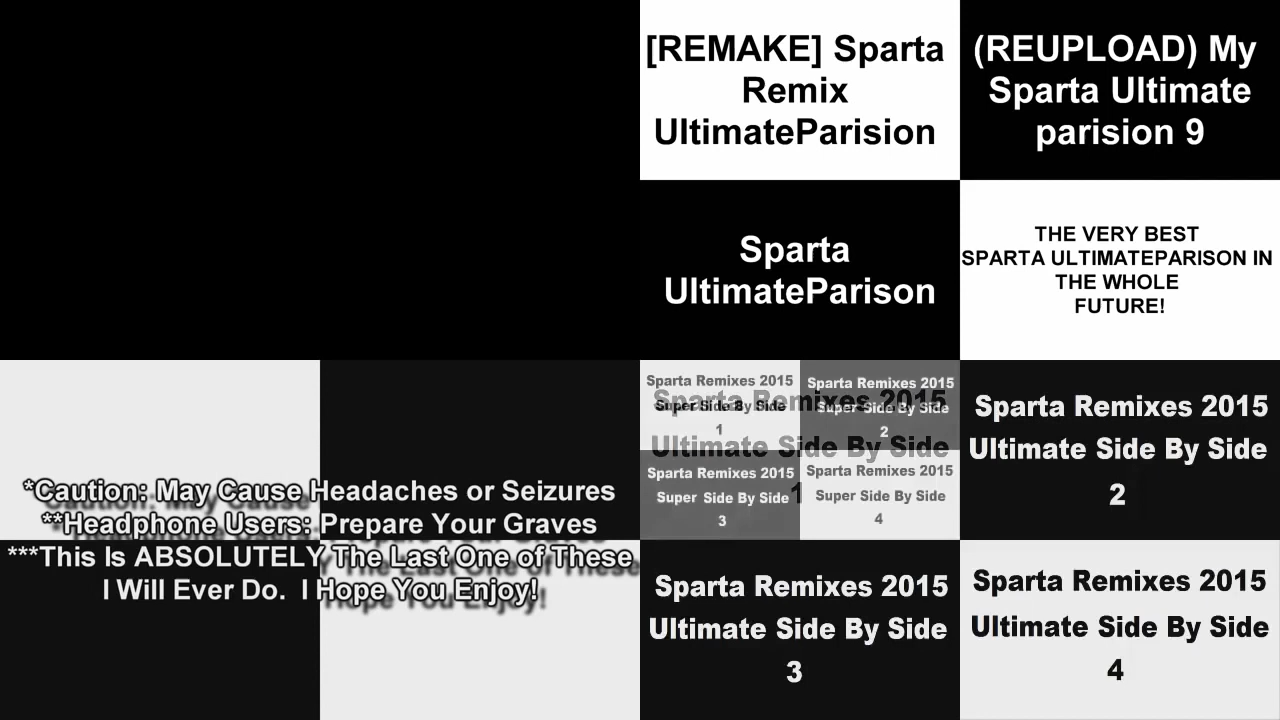 [REMAKE] Sparta
Remix
UltimateParision
(REUPLOAD) My
Sparta Ultimate
parision 9
Sparta
UltimateParison
THE VERY BEST
SPARTA ULTIMATEPARISON IN
THE WHOLE
FUTURE!
*Caution: May Cause Headaches or Seizures
**Headphone Users: Prepare Your Graves
***This Is ABSOLUTELY The Last One of These
I Will Ever Do.  I Hope You Enjoy!
Sparta Remixes 2015
Super Side By Side
1
Sparta Remixes 2015
Super Side By Side
2
Sparta Remixes 2015
Super Side By Side
3
Sparta Remixes 2015
Super Side By Side
4
Sparta Remixes 2015
Ultimate Side By Side
1
Sparta Remixes 2015
Ultimate Side By Side
2
Sparta Remixes 2015
Ultimate Side By Side
3
Sparta Remixes 2015
Ultimate Side By Side
4